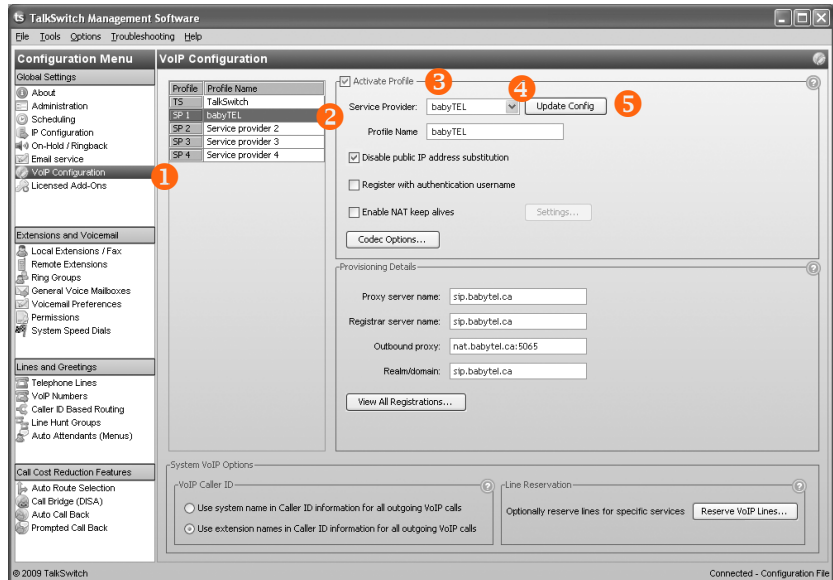 ts TalkSwitch Management Software
File Tools Options Troubleshooting Help
Configuration Menu
Global Settings
About
Administration
Scheduling
IP Configuration
On-Hold / Ringback
Email service
VoIP Configuration
Licensed Add-Ons
1
Extensions and Voicemail
Local Extensions / Fax
Remote Extensions
Ring Groups
General Voice Mailboxes
Voicemail Preferences
Permissions
System Speed Dials
Lines and Greetings
Telephone Lines
VoIP Numbers
Caller ID Based Routing
Line Hunt Groups
Auto Attendants (Menus)
Call Cost Reduction Features
Auto Route Selection
Call Bridge (DISA)
Auto Call Back
Prompted Call Back
VoIP Configuration
Profile Profile Name
TS TalkSwitch
SP 1 babyTEL
SP 2 Service provider 2
SP 3 Service provider 3
SP 4 Service provider 4
2
Activate Profile 3
?
4
Service Provider: babyTEL Update Config 5
Profile Name babyTEL
Disable public IP address substitution
Register with authentication username
Enable NAT keep alives Settings...
Codec Options...
Provisioning Details
?
Proxy server name: sip.babytel.ca
Registrar server name: sip.babytel.ca
Outbound proxy: nat.babytel.ca:5065
Realm/domain: sip.babytel.ca
View All Registrations...
System VoIP Options
VoIP Caller ID
?
Use system name in Caller ID information for all outgoing VoIP calls
Use extension names in Caller ID information for all outgoing VoIP calls
Line Reservation
?
Optionally reserve lines for specific services Reserve VoIP Lines...
© 2009 TalkSwitch
Connected - Configuration File